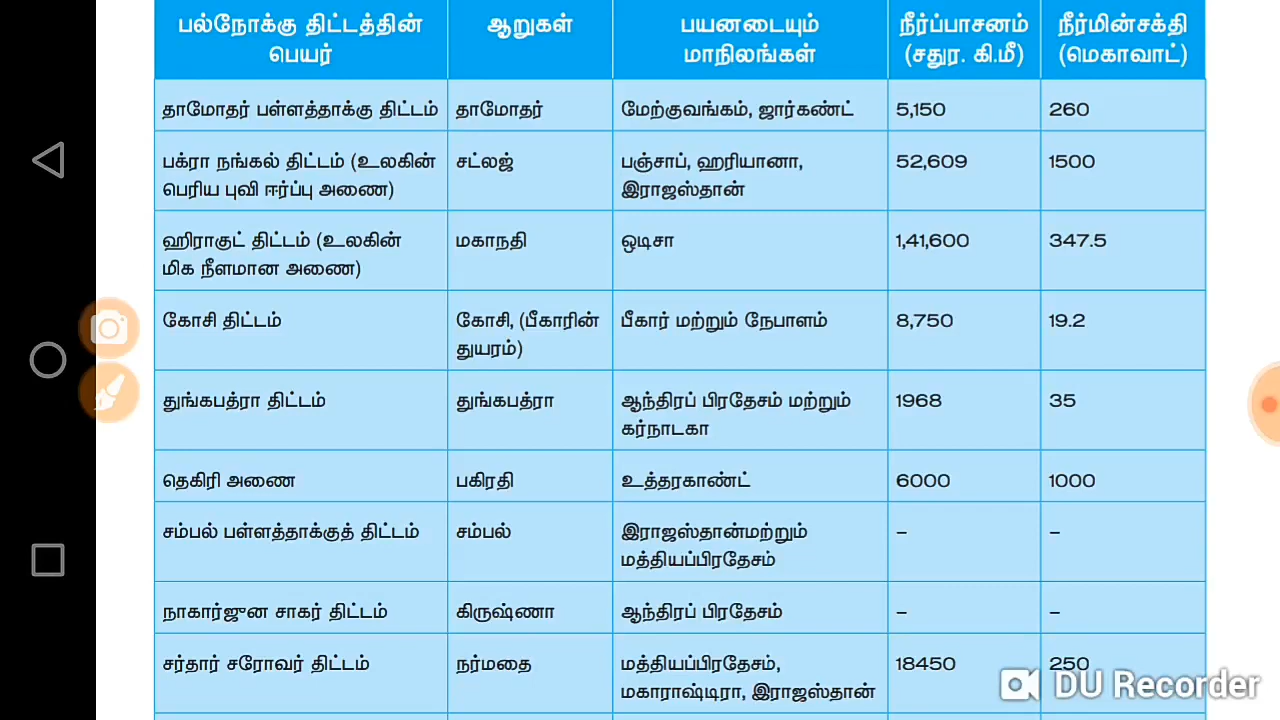 பல்நோக்கு திட்டத்தின் பெயர் ஆறுகள் பயனடையும் மாநிலங்கள் நீர்ப்பாசனம் (சதுர. கி.மீ) நீர்மின்சக்தி (மெகாவாட்)
தாமோதர் பள்ளத்தாக்கு திட்டம் தாமோதர் மேற்குவங்கம், ஜார்கண்ட் 5,150 260
பக்ரா நங்கல் திட்டம் (உலகின் பெரிய புவி ஈர்ப்பு அணை) சட்லஜ் பஞ்சாப், ஹரியானா, இராஜஸ்தான் 52,609 1500
ஹிராகுட் திட்டம் (உலகின் மிக நீளமான அணை) மகாநதி ஒடிசா 1,41,600 347.5
கோசி திட்டம் கோசி, (பீகாரின் துயரம்) பீகார் மற்றும் நேபாளம் 8,750 19.2
துங்கபத்ரா திட்டம் துங்கபத்ரா ஆந்திரப் பிரதேசம் மற்றும் கர்நாடகா 1968 35
தெகிரி அணை பகிரதி உத்தரகாண்ட் 6000 1000
சம்பல் பள்ளத்தாக்குத் திட்டம் சம்பல் இராஜஸ்தான்மற்றும் மத்தியப்பிரதேசம் – –
நாகார்ஜுன சாகர் திட்டம் கிருஷ்ணா ஆந்திரப் பிரதேசம் – –
சர்தார் சரோவர் திட்டம் நர்மதை மத்தியப்பிரதேசம், மகாராஷ்டிரா, இராஜஸ்தான் 18450 250
DU Recorder